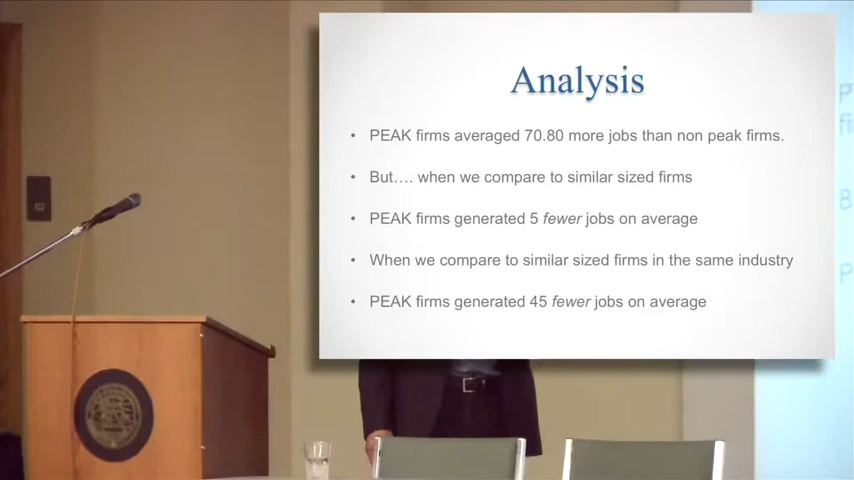 Analysis
• PEAK firms averaged 70.80 more jobs than non peak firms.
• But…. when we compare to similar sized firms
• PEAK firms generated 5 fewer jobs on average
• When we compare to similar sized firms in the same industry
• PEAK firms generated 45 fewer jobs on average